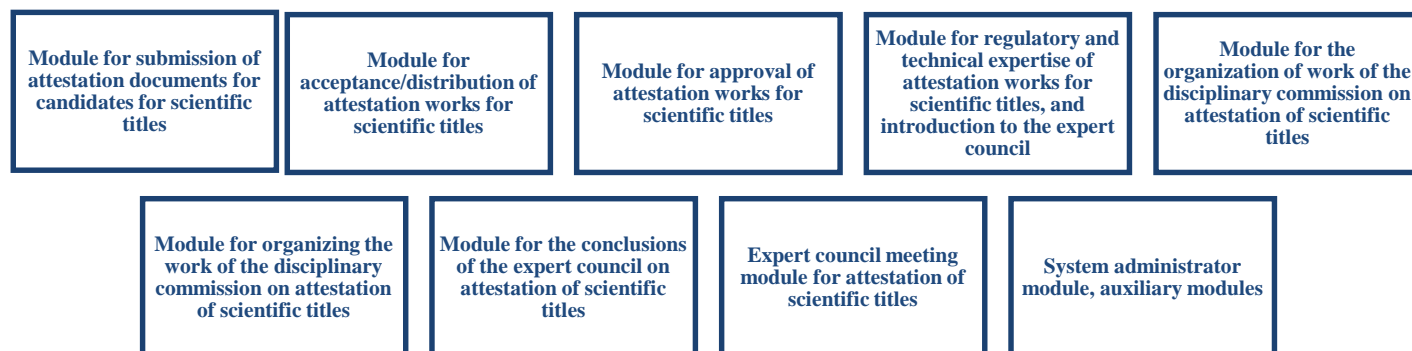 Module for submission of
attestation documents for
candidates for scientific
titles
Module for
acceptance/distribution of
attestation works for
scientific titles
Module for approval of
attestation works for
scientific titles
Module for regulatory and
technical expertise of
attestation works for
scientific titles, and
introduction to the expert
council
Module for the
organization of work of the
disciplinary commission on
attestation of scientific
titles
Module for organizing the
work of the disciplinary
commission on attestation
of scientific titles
Module for the conclusions
of the expert council on
attestation of scientific
titles
Expert council meeting
module for attestation of
scientific titles
System administrator
module, auxiliary modules